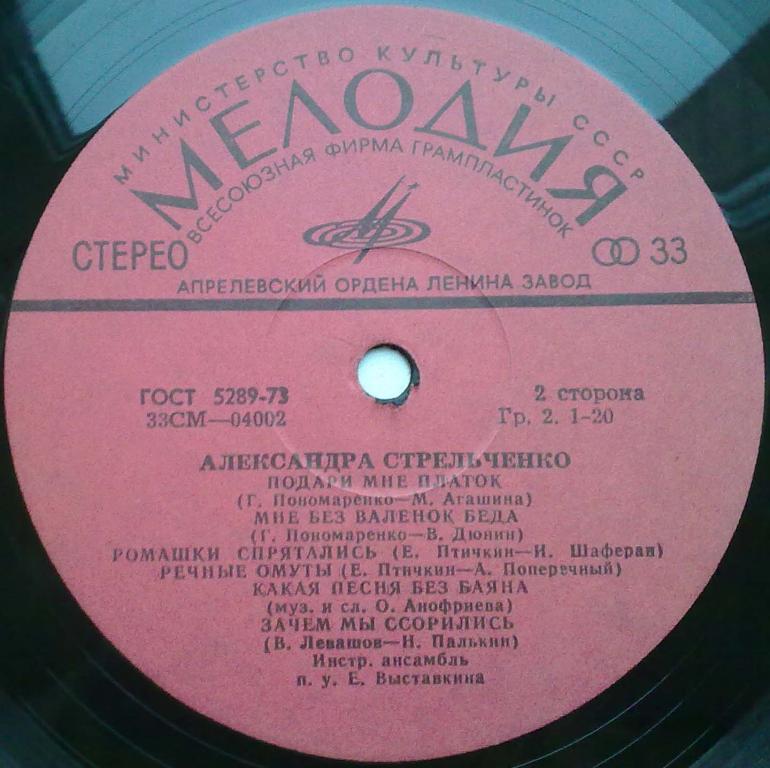 МИНИСТЕРСТВО КУЛЬТУРЫ СССР
МЕЛОДИЯ
ВСЕСОЮЗНАЯ ФИРМА ГРАМПЛАСТИНОК
СТЕРЕО
33
АПРЕЛЕВСКИЙ ОРДЕНА ЛЕНИНА ЗАВОД
ГОСТ 5289-73
2 сторона
33СМ—04002
Гр. 2. 1-20
АЛЕКСАНДРА СТРЕЛЬЧЕНКО
ПОДАРИ МНЕ ПЛАТОК
(Г. Пономаренко—М. Агашина)
МНЕ БЕЗ ВАЛЕНОК БЕДА
(Г. Пономаренко—В. Дюнин)
РОМАШКИ СПРЯТАЛИСЬ (Е. Птичкин—И. Шаферан)
РЕЧНЫЕ ОМУТЫ (Е. Птичкин—А. Поперечный)
КАКАЯ ПЕСНЯ БЕЗ БАЯНА
(муз. и сл. О. Анофриева)
ЗАЧЕМ МЫ ССОРИЛИСЬ
(В. Левашов—Н. Палькин)
Инстр. ансамбль
п. у Е. Выставкина